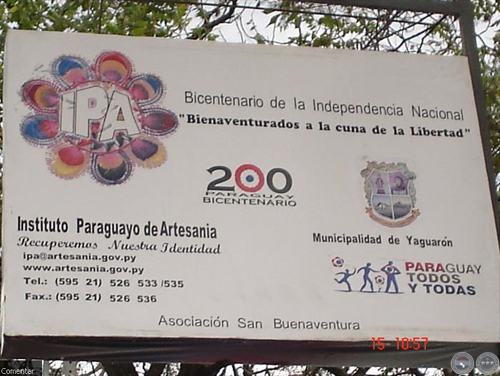 IPA
Bicentenario de la Independencia Nacional
"Bienaventurados a la cuna de la Libertad"
200
PARAGUAY
BICENTENARIO
Instituto Paraguayo de Artesania
Recuperemos Nuestra Identidad
ipa@artesania.gov.py
www.artesania.gov.py
Tel.: (595 21) 526 533 /535
Fax.: (595 21) 526 536
Municipalidad de Yaguarón
PARAGUAY
TODOS
Y TODAS
Asociación San Buenaventura
15 10:57
Comentar